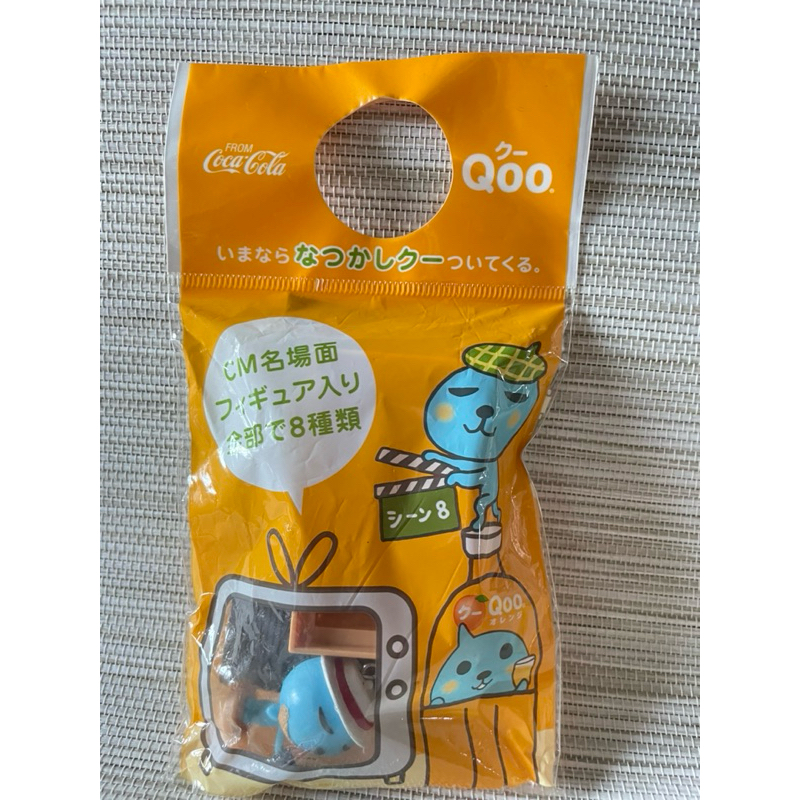 FROM
Coca-Cola
クー
Qoo®
いまなら なつかしクー ついてくる。
CM名場面
フィギュア入り
全部で8種類
シーン8
クー Qoo®
オレンジ